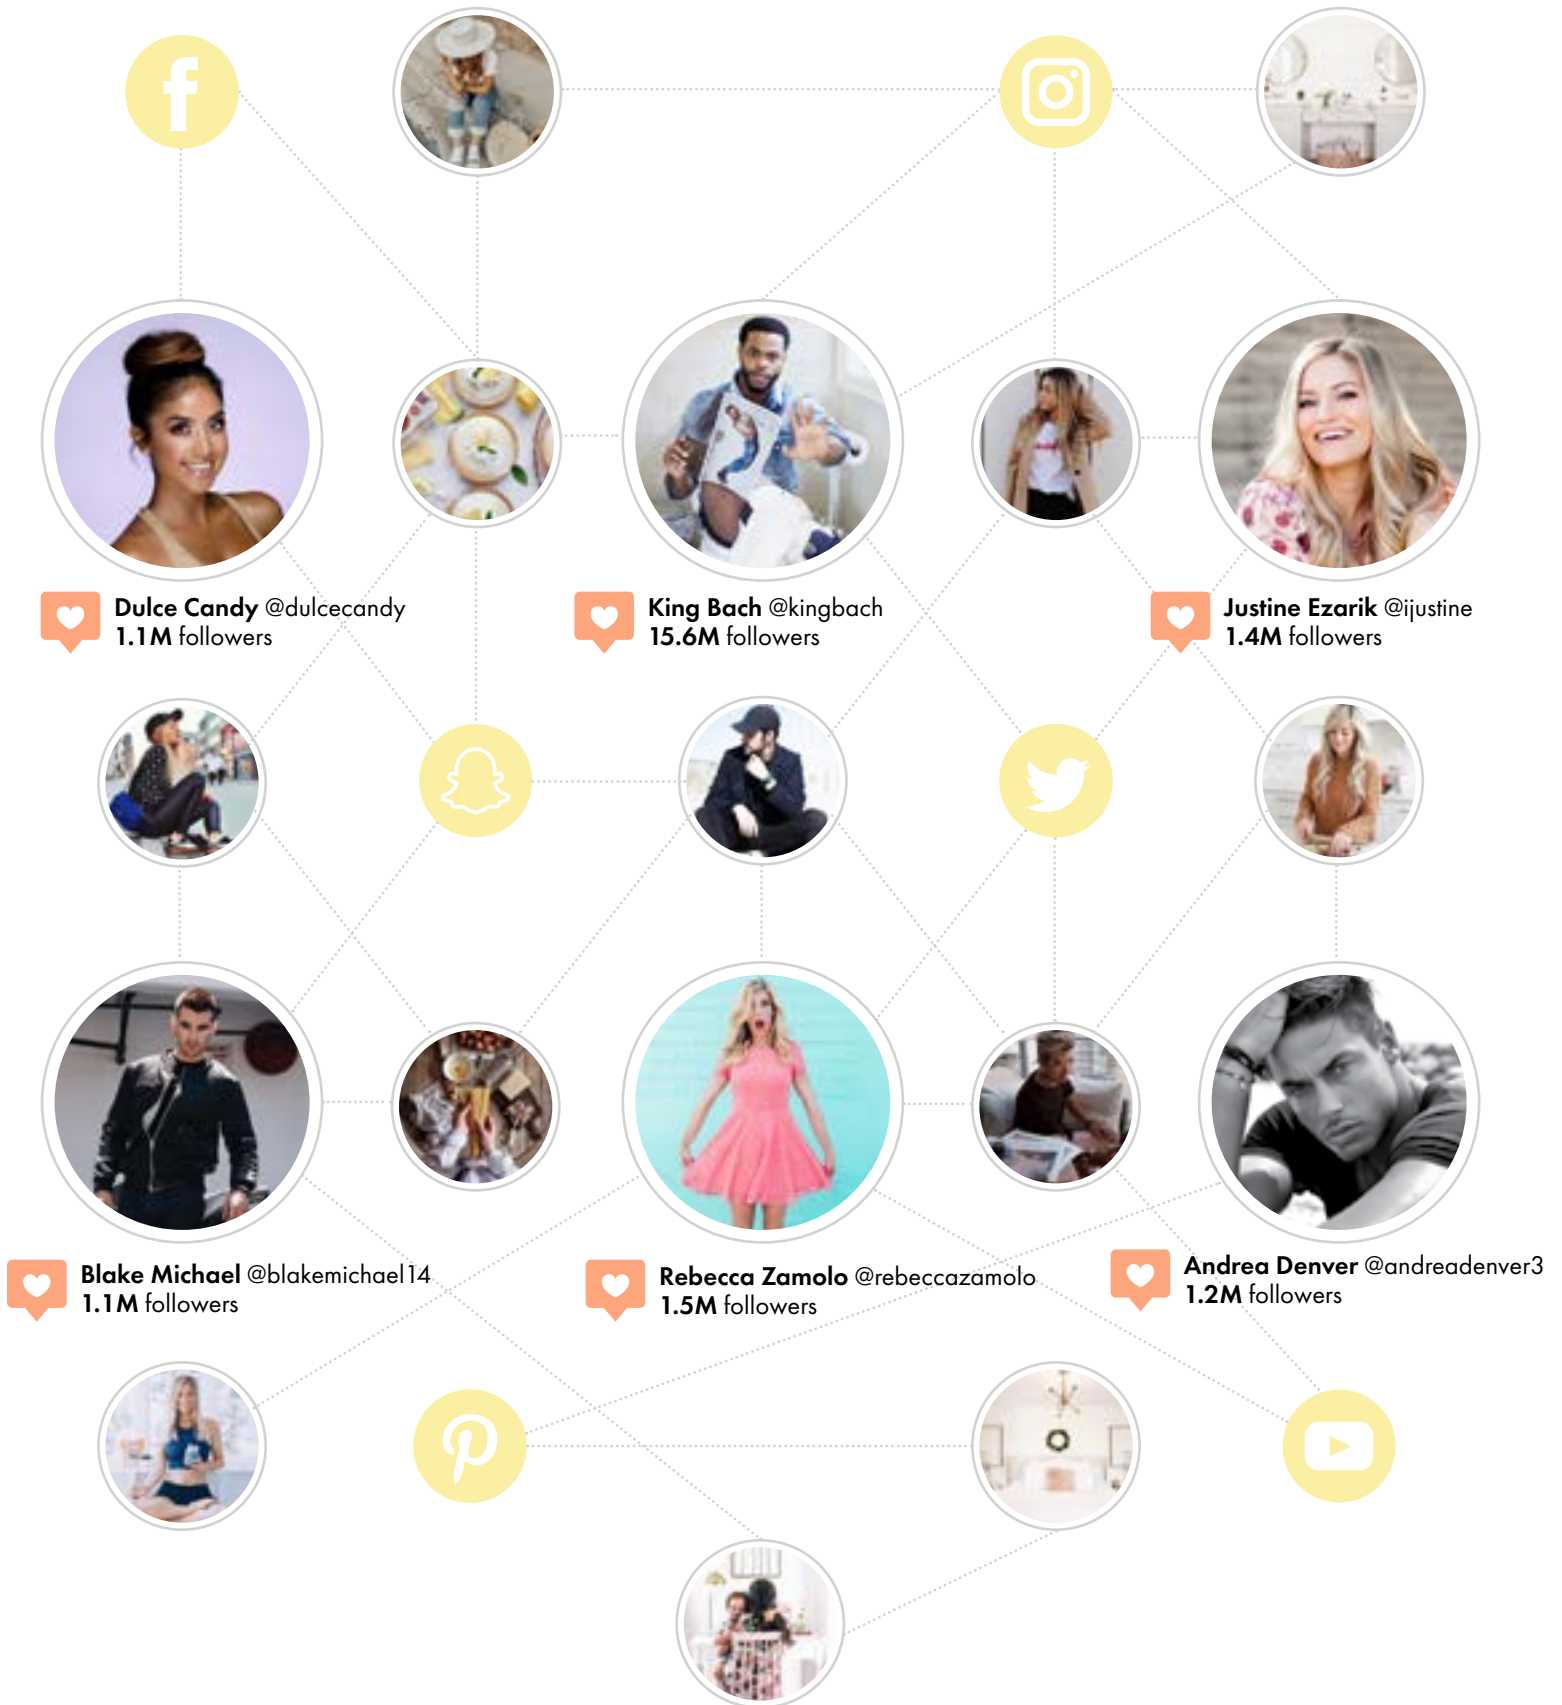 Dulce Candy @dulcecandy
1.1M followers
King Bach @kingbach
15.6M followers
Justine Ezarik @ijustine
1.4M followers
Blake Michael @blakemichael14
1.1M followers
Rebecca Zamolo @rebeccazamolo
1.5M followers
Andrea Denver @andreadenver3
1.2M followers